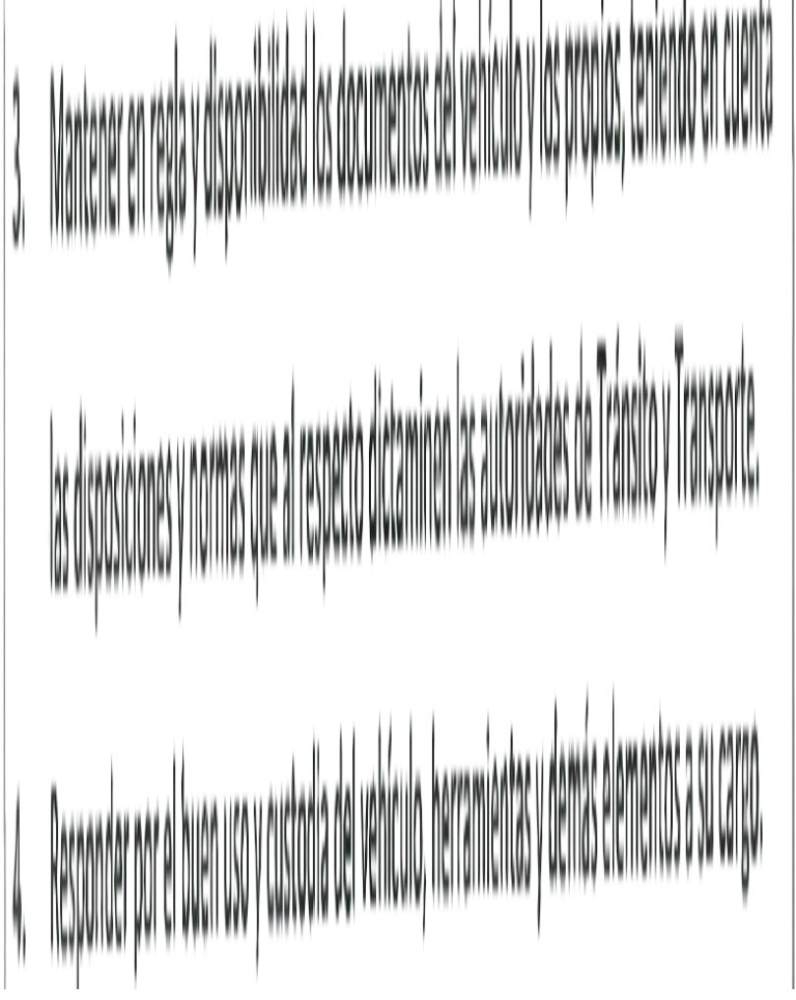 3. Mantener en regla y disponibilidad los documentos del vehículo y los propios, teniendo en cuenta
las disposiciones y normas que al respecto dictaminen las autoridades de Tránsito y Transporte.
4. Responder por el buen uso y custodia del vehículo, herramientas y demás elementos a su cargo.